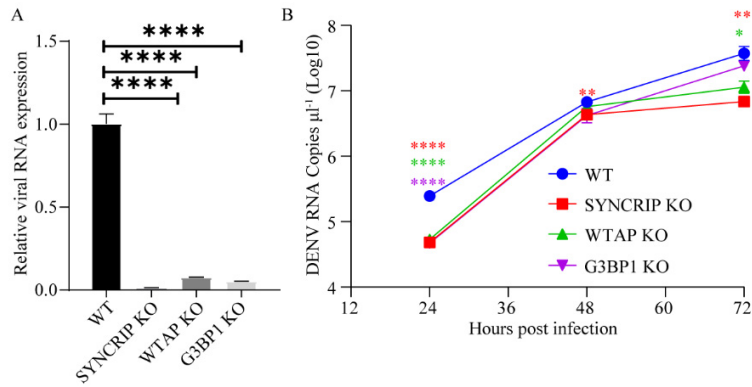 A
Relative viral RNA expression
1.5
1.0
0.5
0.0
****
****
****
WT
SYNCRIP KO
WTAP KO
G3BP1 KO
B
DENV RNA Copies µl⁻¹ (Log10)
8
7
6
5
4
****
****
****
**
**
*
WT
SYNCRIP KO
WTAP KO
G3BP1 KO
12
24
36
48
60
72
Hours post infection